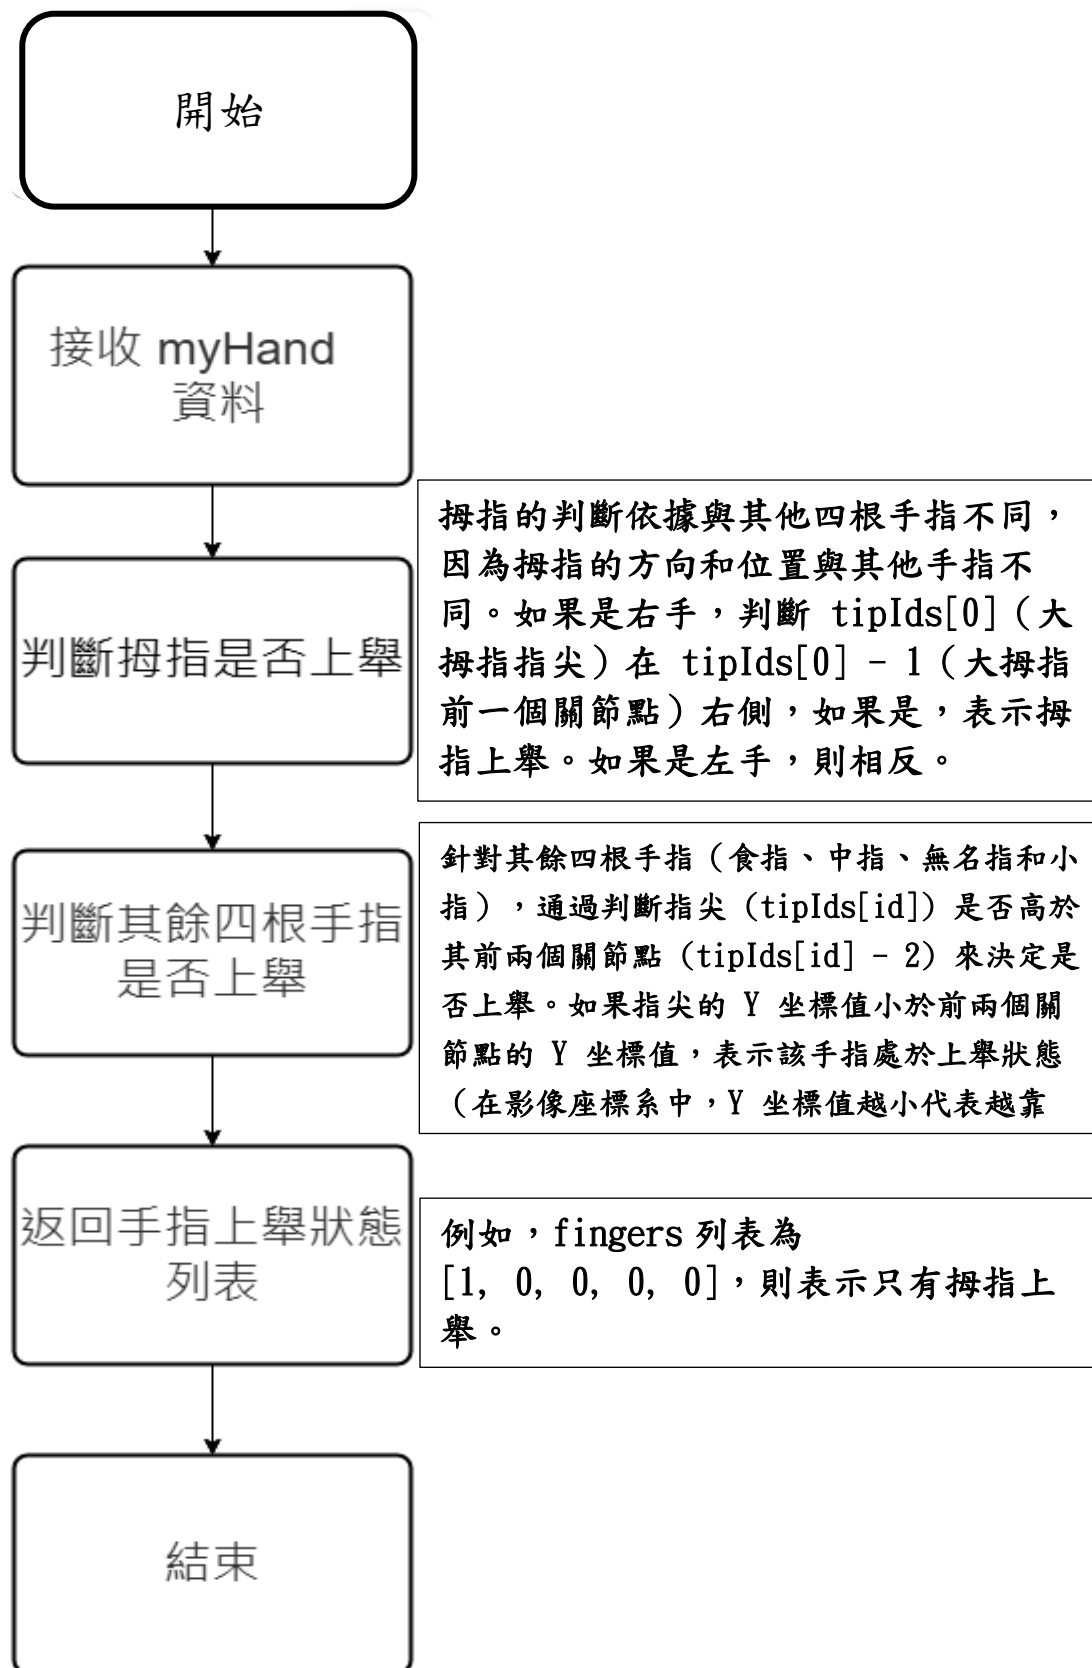 開始
接收 myHand
資料
判斷拇指是否上舉
拇指的判斷依據與其他四根手指不同，
因為拇指的方向和位置與其他手指不
同。如果是右手，判斷 tipIds[0]（大
拇指指尖）在 tipIds[0] - 1（大拇指
前一個關節點）右側，如果是，表示拇
指上舉。如果是左手，則相反。
判斷其餘四根手指
是否上舉
針對其餘四根手指（食指、中指、無名指和小
指），通過判斷指尖 (tipIds[id]) 是否高於
其前兩個關節點 (tipIds[id] - 2) 來決定是
否上舉。如果指尖的 Y 坐標值小於前兩個關
節點的 Y 坐標值，表示該手指處於上舉狀態
（在影像座標系中，Y 坐標值越小代表越靠
返回手指上舉狀態
列表
例如，fingers 列表為
[1, 0, 0, 0, 0]，則表示只有拇指上
舉。
結束